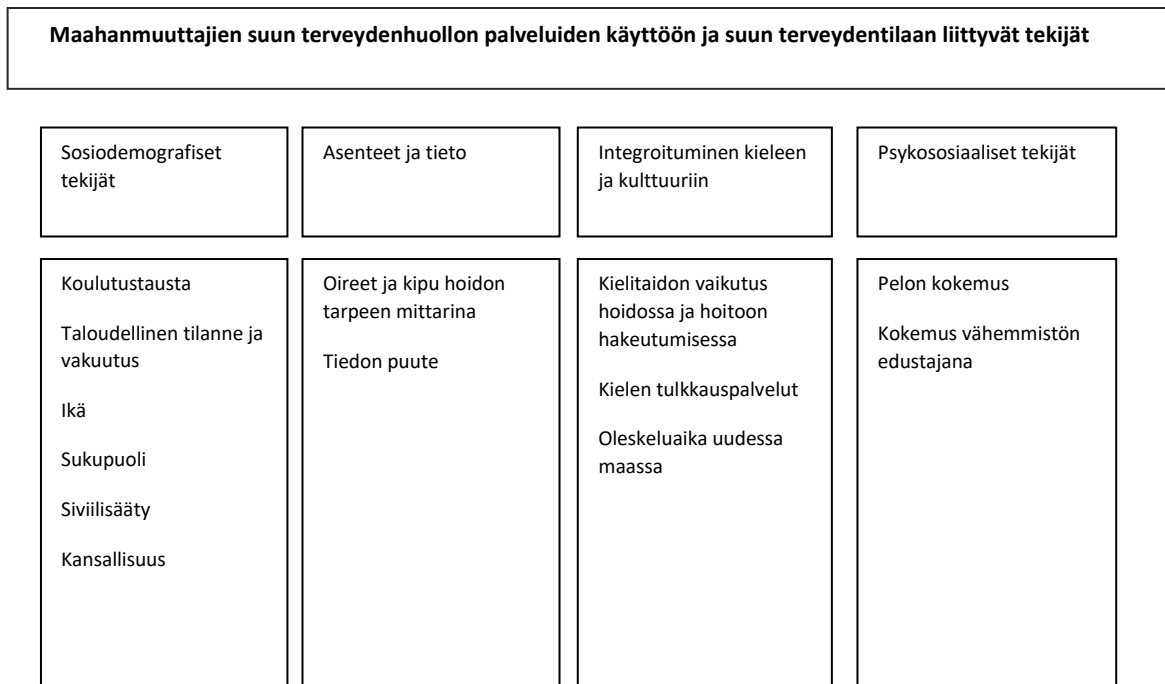 Maahanmuuttajien suun terveydenhuollon palveluiden käyttöön ja suun terveydentilaan liittyvät tekijät
Sosiodemografiset
tekijät
Asenteet ja tieto
Integroituminen kieleen
ja kulttuuriin
Psykososiaaliset tekijät
Koulutustausta
Taloudellinen tilanne ja
vakuutus
Ikä
Sukupuoli
Siviilisääty
Kansallisuus
Oireet ja kipu hoidon
tarpeen mittarina
Tiedon puute
Kielitaidon vaikutus
hoidossa ja hoitoon
hakeutumisessa
Kielen tulkkauspalvelut
Oleskeluaika uudessa
maassa
Pelon kokemus
Kokemus vähemmistön
edustajana